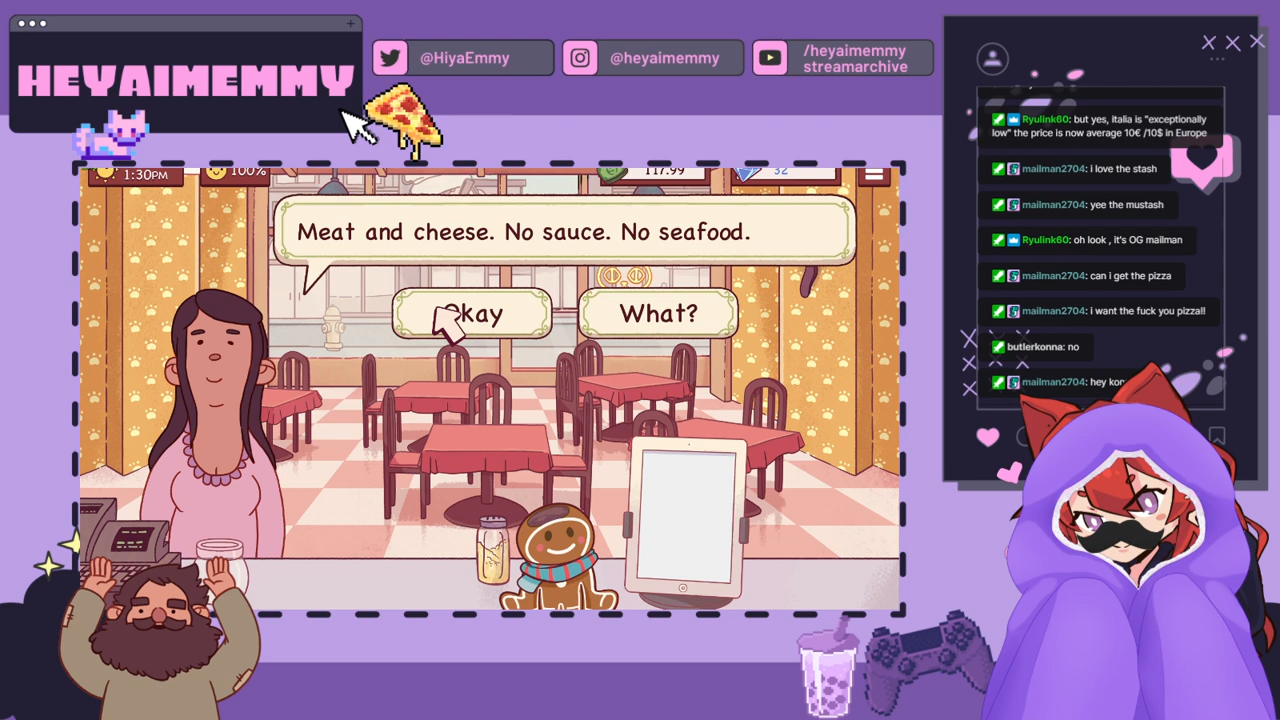 HEYAIMEMMY
@HiyaEmmy
@heyaimemmy
/heyaimemmy
streamarchive
1:30PM
100%
117.99
32
Meat and cheese. No sauce. No seafood.
Okay
What?
Ryulink60: but yes, italia is "exceptionally
low" the price is now average 10€ /10$ in Europe
mailman2704: i love the stash
mailman2704: yee the mustash
Ryulink60: oh look , it's OG mailman
mailman2704: can i get the pizza
mailman2704: i want the fuck you pizza!!
butlerkonna: no
mailman2704: hey kon